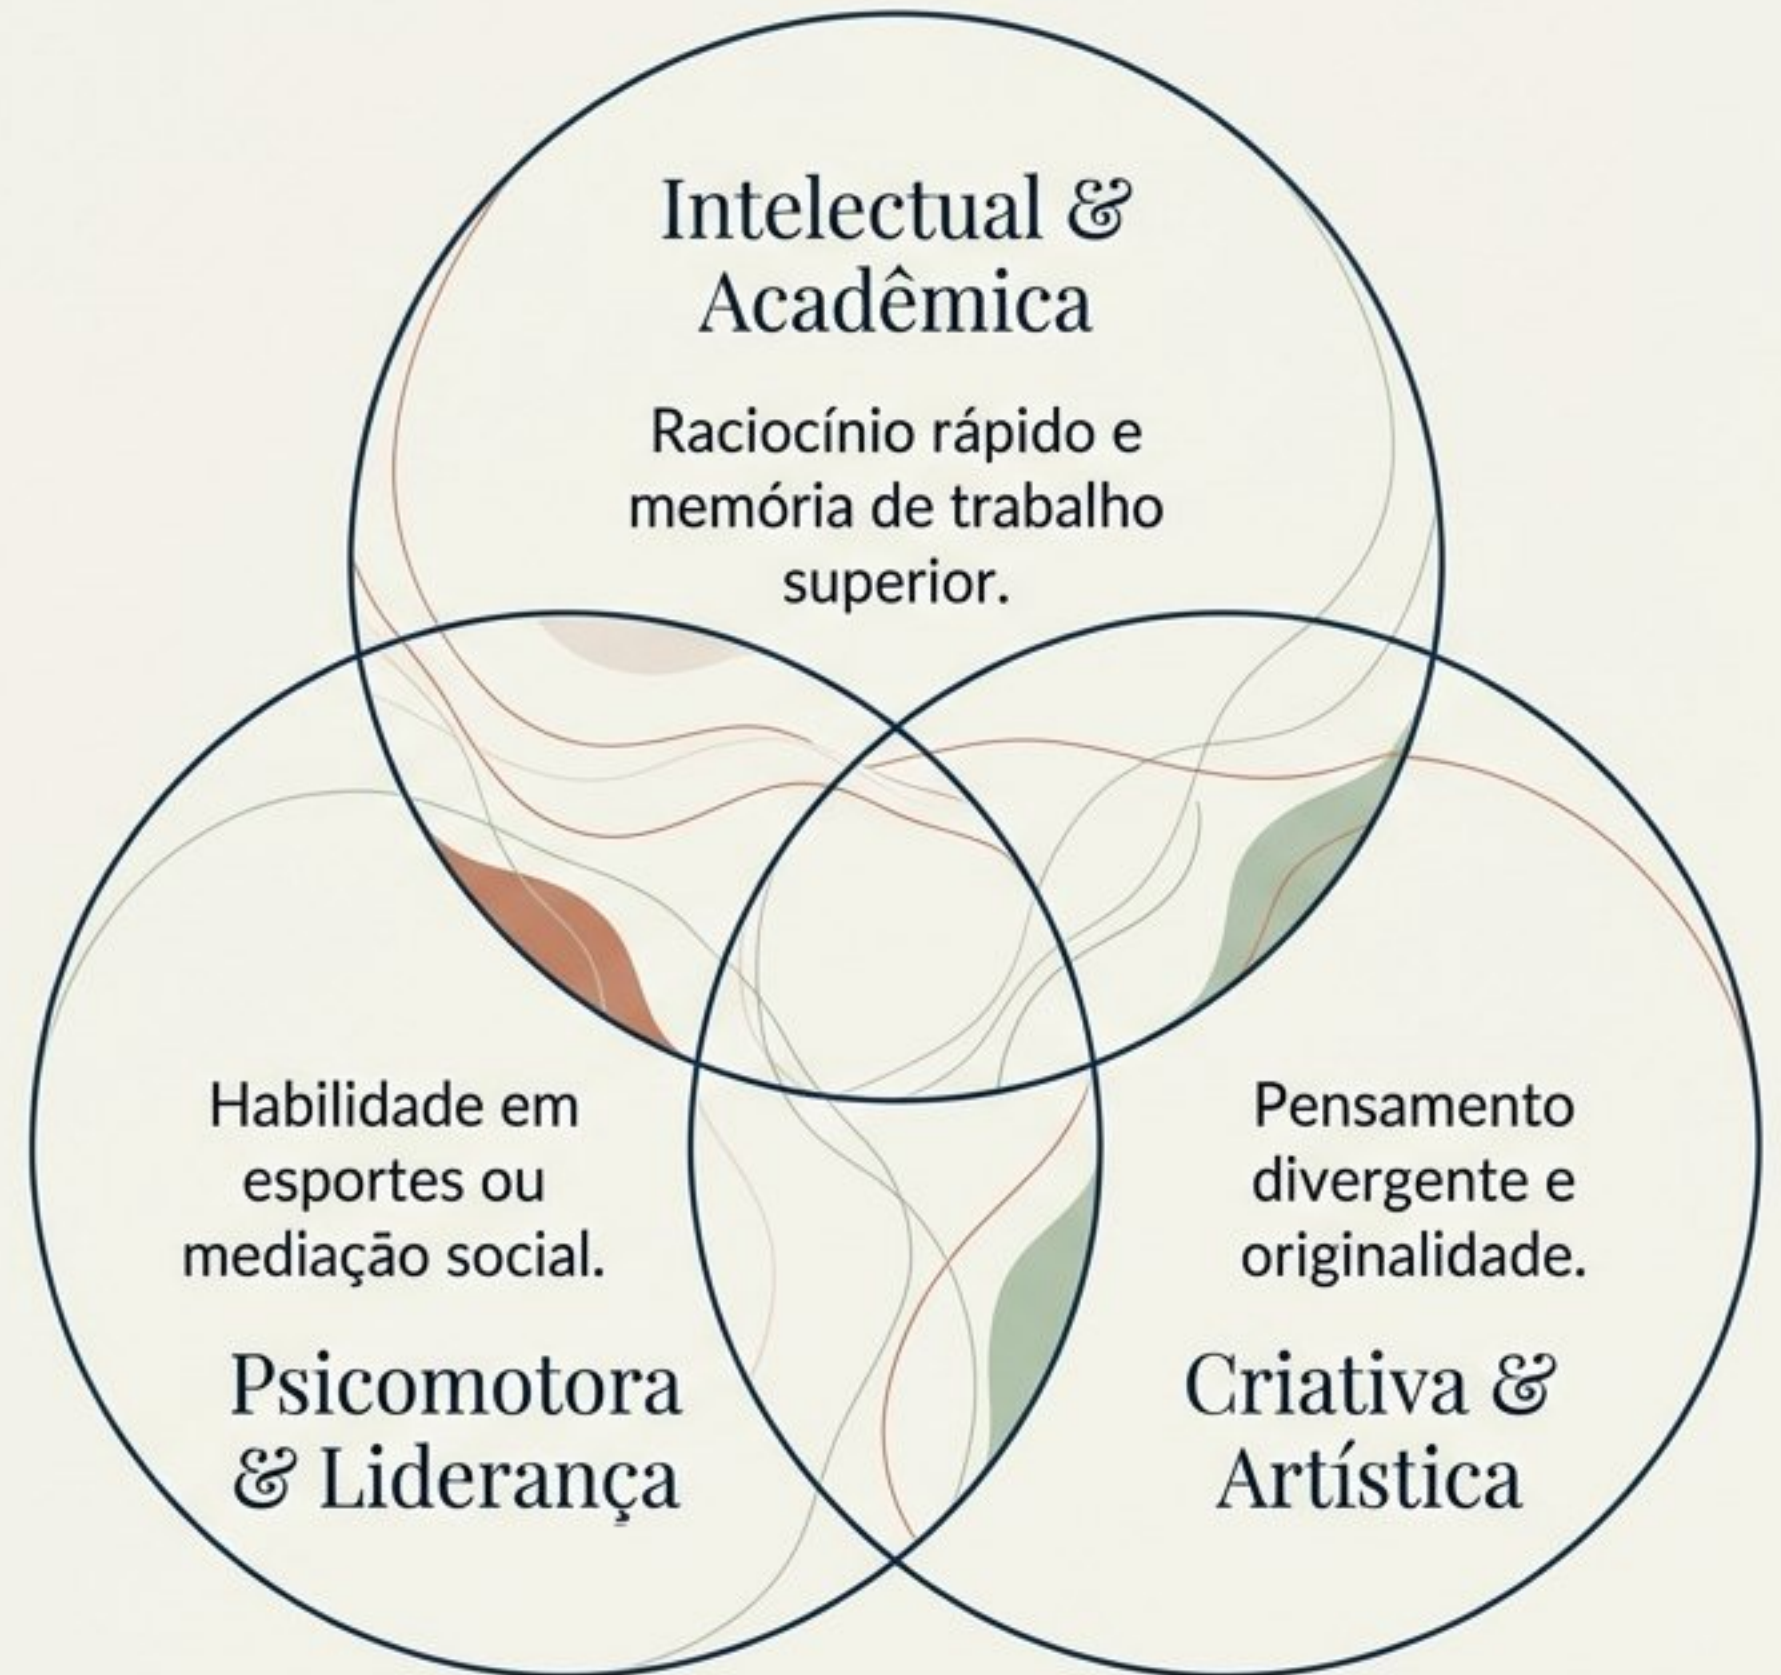 Intelectual &
Acadêmica
Raciocínio rápido e
memória de trabalho
superior.
Habilidade em
esportes ou
mediação social.
Psicomotora
& Liderança
Pensamento
divergente e
originalidade.
Criativa &
Artística